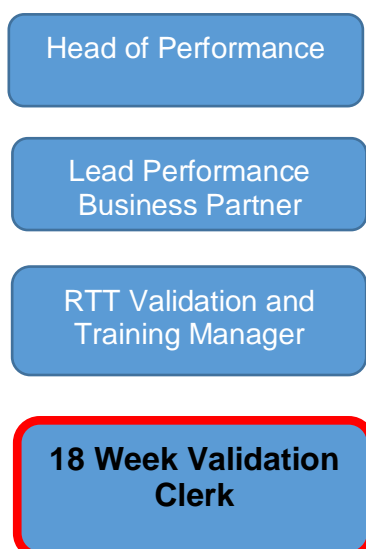 Head of Performance
Lead Performance
Business Partner
RTT Validation and
Training Manager
18 Week Validation
Clerk